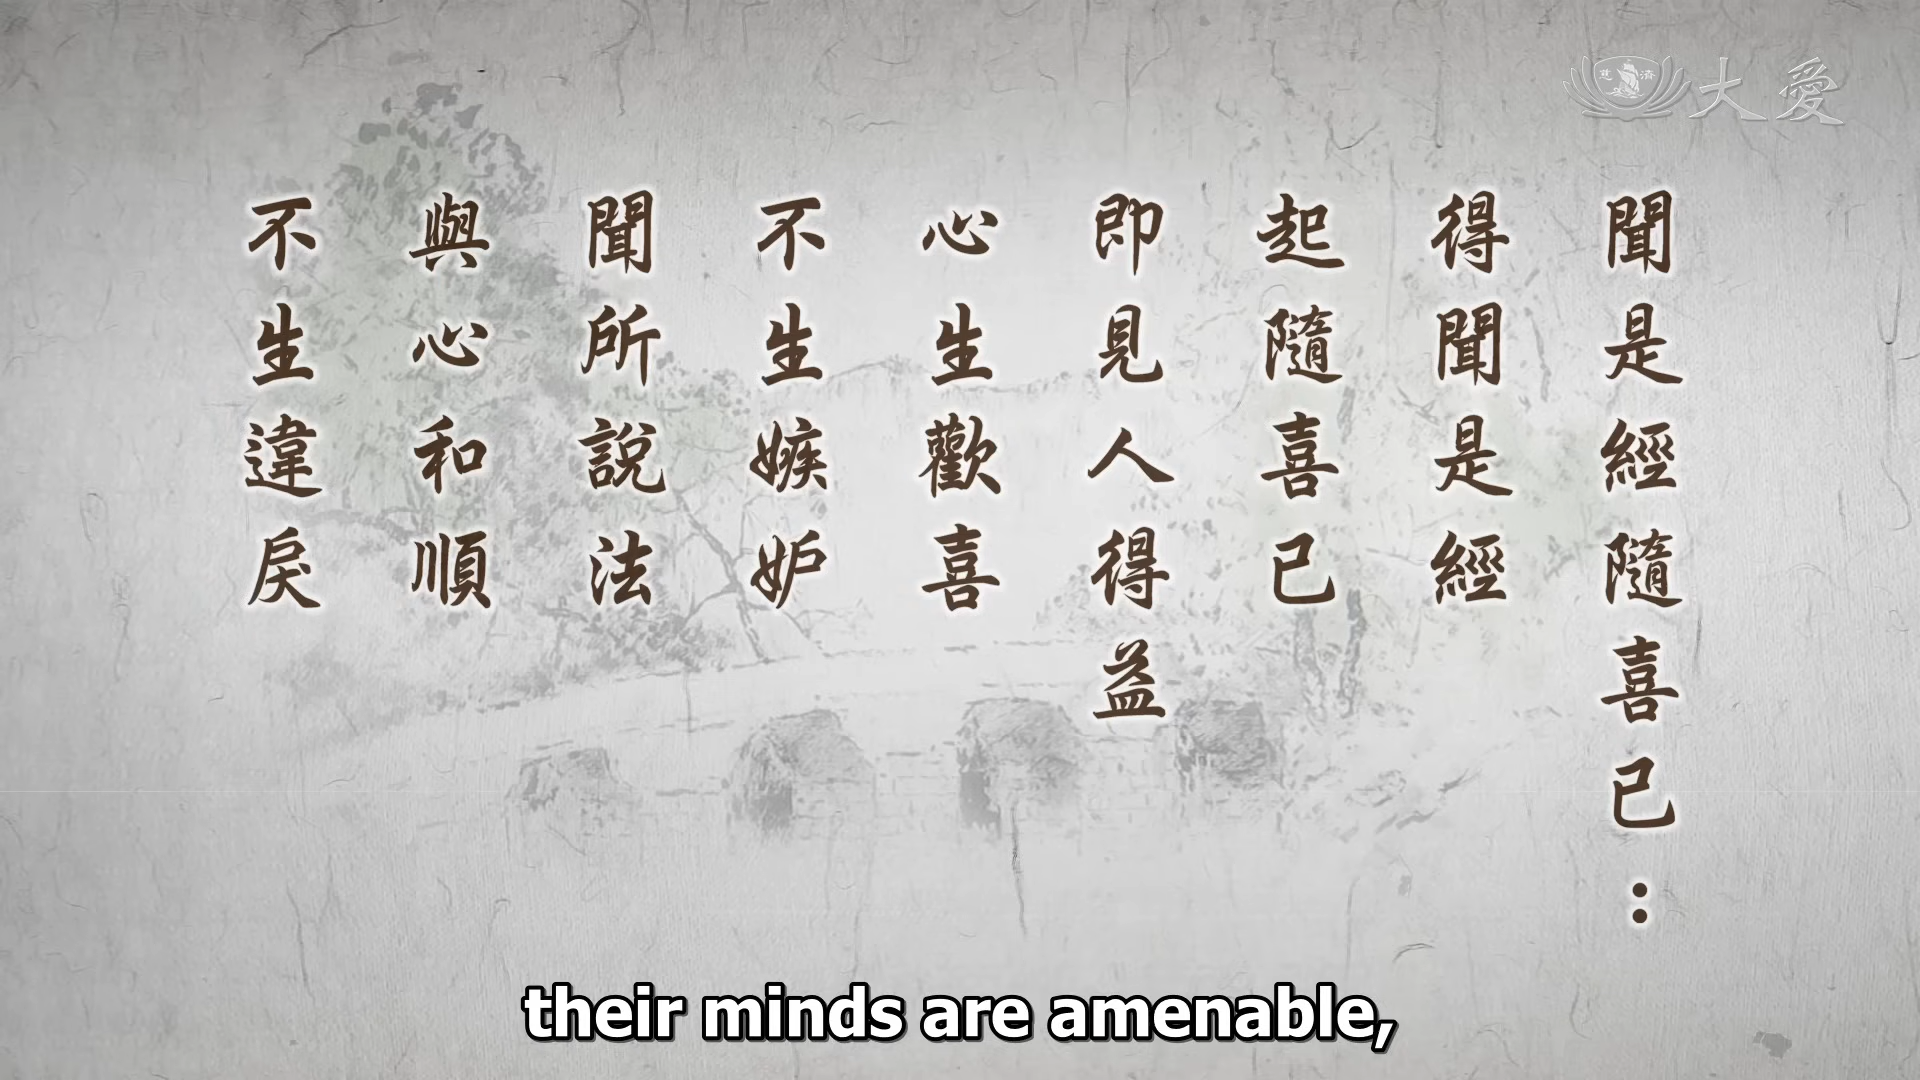 大愛
慈濟
聞是經隨喜已：
得聞是經
起隨喜已
即見人得益
心生歡喜
不生嫉妒
聞所說法
與心和順
不生違戾
their minds are amenable,